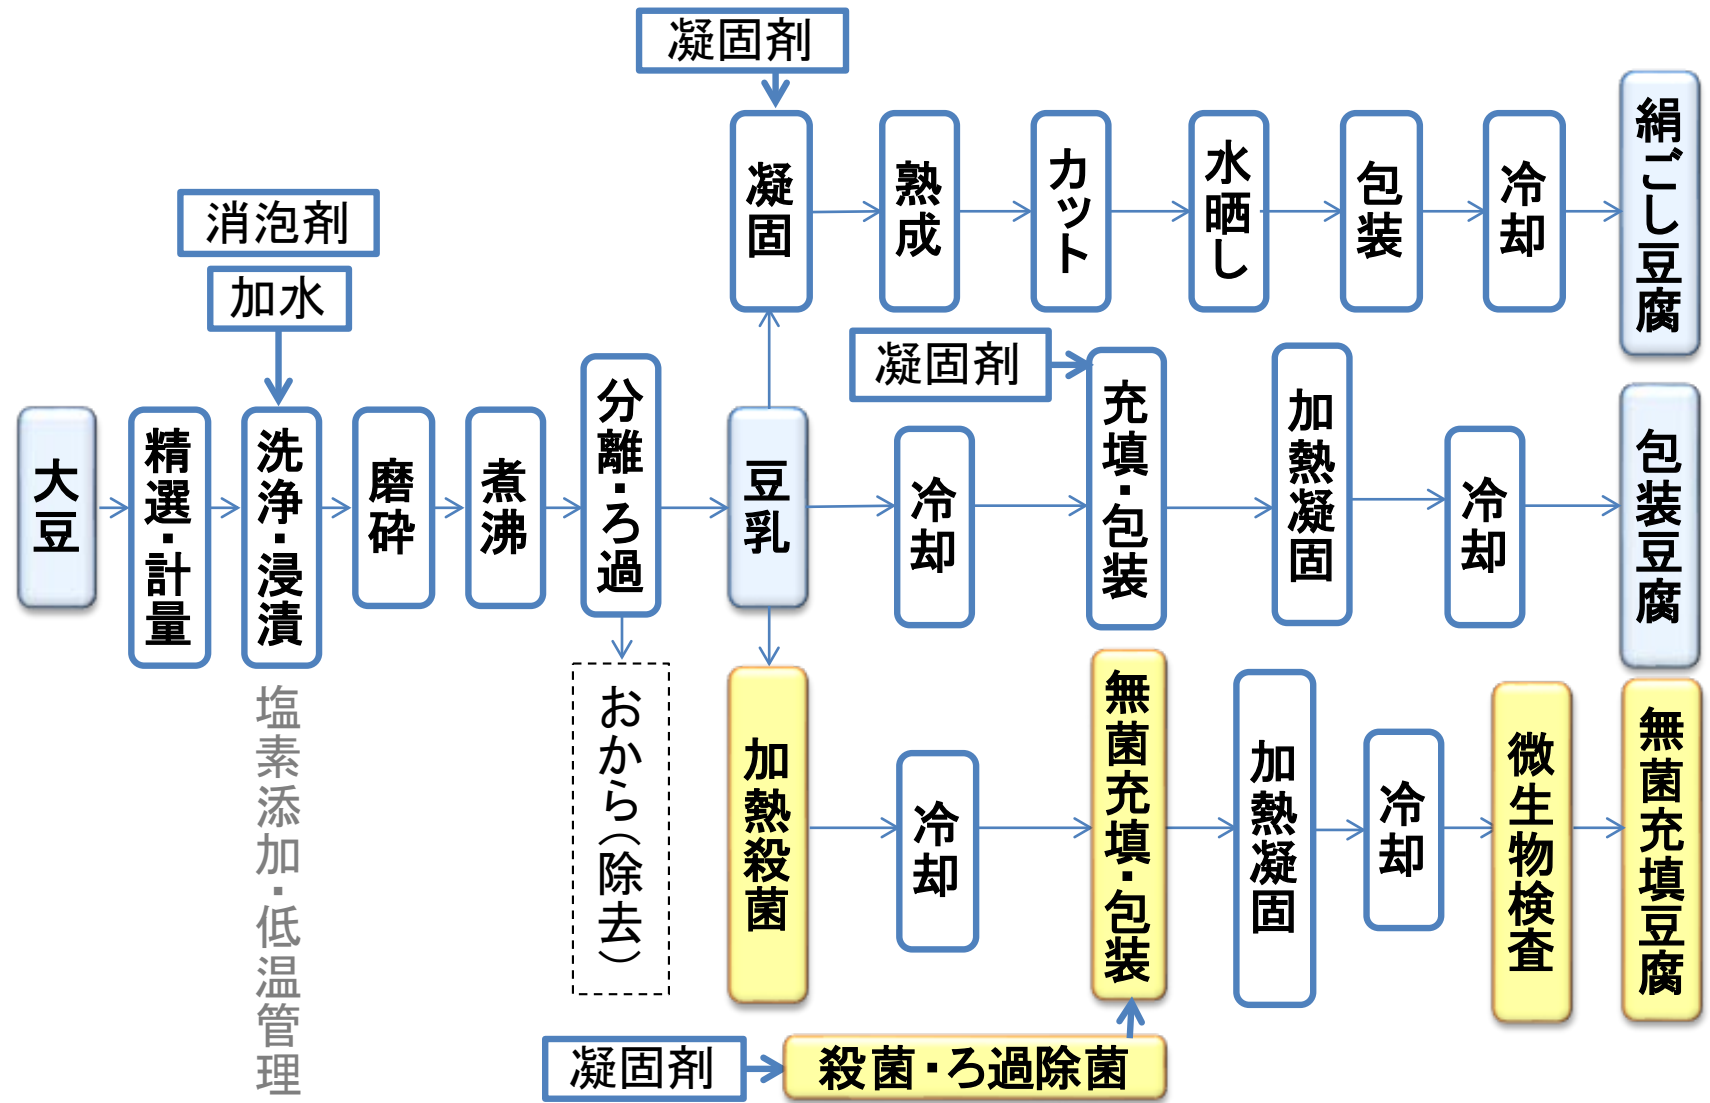 凝固剤
凝固
熟成
カット
水晒し
包装
冷却
絹ごし豆腐
消泡剤
加水
大豆
精選・計量
洗浄・浸漬
磨砕
煮沸
分離・ろ過
豆乳
凝固剤
冷却
充填・包装
加熱凝固
冷却
包装豆腐
塩素添加・低温管理
おから（除去）
加熱殺菌
冷却
無菌充填・包装
加熱凝固
冷却
微生物検査
無菌充填豆腐
凝固剤
殺菌・ろ過除菌